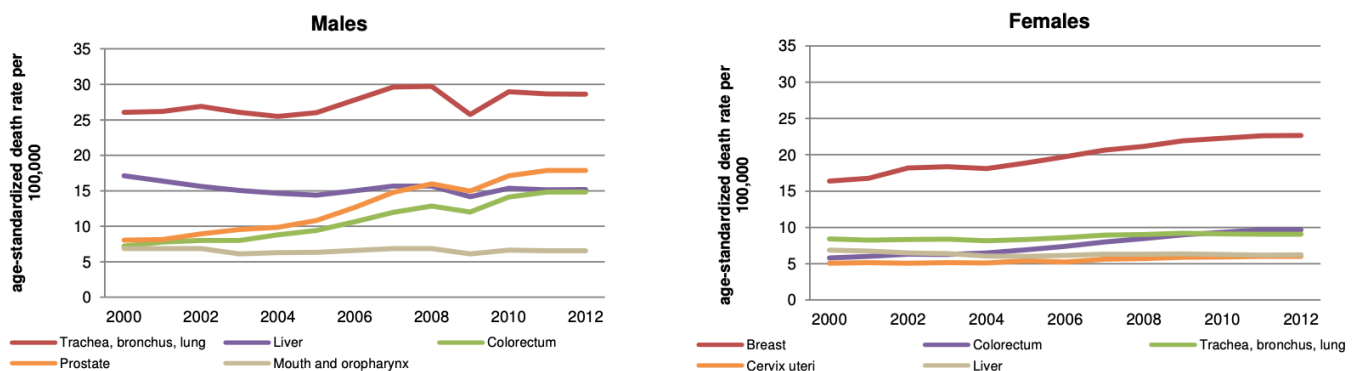 Males
age-standardized death rate per
100,000
35
30
25
20
15
10
5
0
2000 2002 2004 2006 2008 2010 2012
Trachea, bronchus, lung Liver Colorectum
Prostate Mouth and oropharynx
Females
age-standardized death rate per
100,000
35
30
25
20
15
10
5
0
2000 2002 2004 2006 2008 2010 2012
Breast Colorectum Trachea, bronchus, lung
Cervix uteri Liver